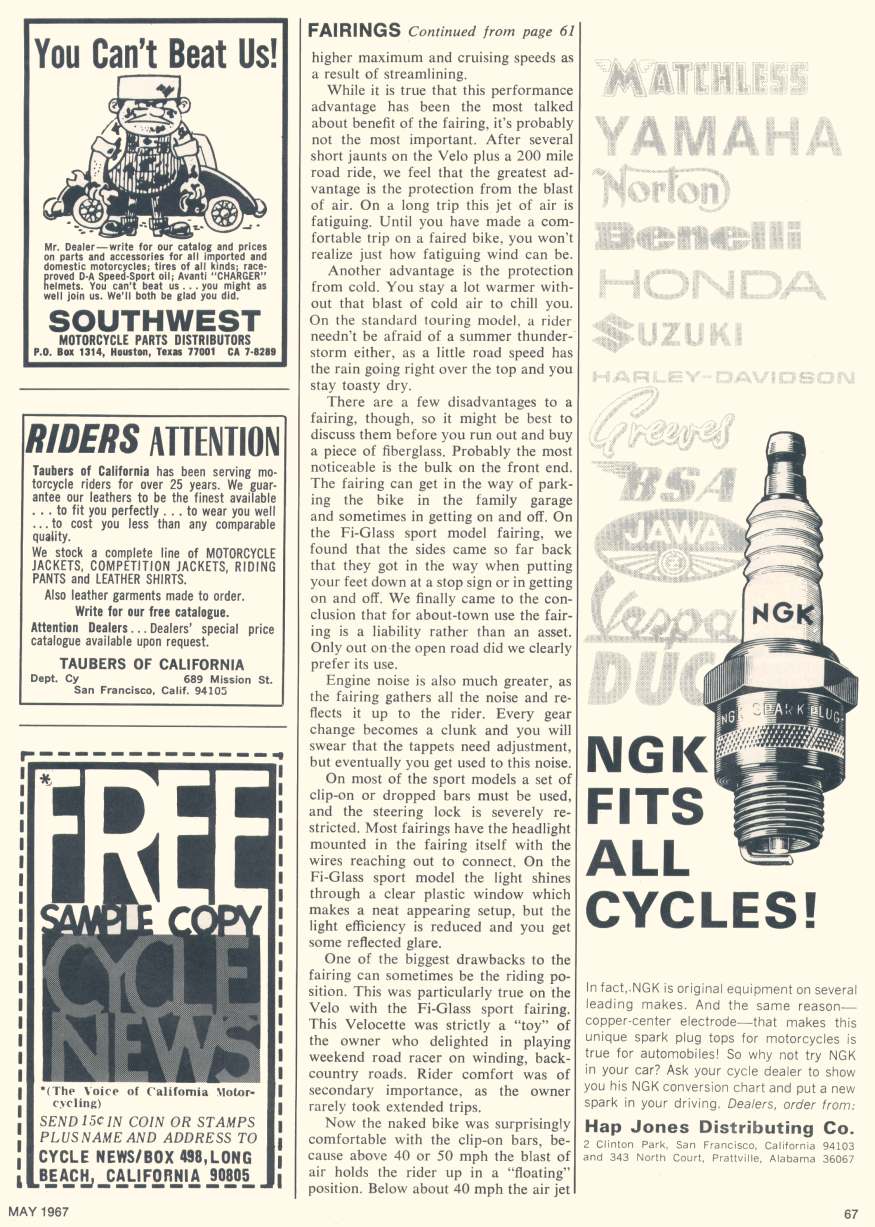 You Can't Beat Us!
Mr. Dealer—write for our catalog and prices
on parts and accessories for all imported and
domestic motorcycles; tires of all kinds; race-
proved D-A Speed-Sport oil; Avanti "CHARGER"
helmets. You can't beat us . . . you might as
well join us. We'll both be glad you did.
SOUTHWEST
MOTORCYCLE PARTS DISTRIBUTORS
P.O. Box 1314, Houston, Texas 77001 CA 7-8289
RIDERS ATTENTION
Taubers of California has been serving mo-
torcycle riders for over 25 years. We guar-
antee our leathers to be the finest available
. . . to fit you perfectly . . . to wear you well
. . . to cost you less than any comparable
quality.
We stock a complete line of MOTORCYCLE
JACKETS, COMPETITION JACKETS, RIDING
PANTS and LEATHER SHIRTS.
Also leather garments made to order.
Write for our free catalogue.
Attention Dealers . . . Dealers' special price
catalogue available upon request.
TAUBERS OF CALIFORNIA
Dept. Cy 689 Mission St.
San Francisco, Calif. 94105
*FREE
SAMPLE COPY
CYCLE
NEWS
*(The Voice of California Motor-
cycling)
SEND 15¢ IN COIN OR STAMPS
PLUS NAME AND ADDRESS TO
CYCLE NEWS/BOX 498, LONG
BEACH, CALIFORNIA 90805
FAIRINGS Continued from page 61
higher maximum and cruising speeds as
a result of streamlining.
While it is true that this performance
advantage has been the most talked
about benefit of the fairing, it's probably
not the most important. After several
short jaunts on the Velo plus a 200 mile
road ride, we feel that the greatest ad-
vantage is the protection from the blast
of air. On a long trip this jet of air is
fatiguing. Until you have made a com-
fortable trip on a faired bike, you won't
realize just how fatiguing wind can be.
Another advantage is the protection
from cold. You stay a lot warmer with-
out that blast of cold air to chill you.
On the standard touring model, a rider
needn't be afraid of a summer thunder-
storm either, as a little road speed has
the rain going right over the top and you
stay toasty dry.
There are a few disadvantages to a
fairing, though, so it might be best to
discuss them before you run out and buy
a piece of fiberglass. Probably the most
noticeable is the bulk on the front end.
The fairing can get in the way of park-
ing the bike in the family garage
and sometimes in getting on and off. On
the Fi-Glass sport model fairing, we
found that the sides came so far back
that they got in the way when putting
your feet down at a stop sign or in getting
on and off. We finally came to the con-
clusion that for about-town use the fair-
ing is a liability rather than an asset.
Only out on the open road did we clearly
prefer its use.
Engine noise is also much greater, as
the fairing gathers all the noise and re-
flects it up to the rider. Every gear
change becomes a clunk and you will
swear that the tappets need adjustment,
but eventually you get used to this noise.
On most of the sport models a set of
clip-on or dropped bars must be used,
and the steering lock is severely re-
stricted. Most fairings have the headlight
mounted in the fairing itself with the
wires reaching out to connect. On the
Fi-Glass sport model the light shines
through a clear plastic window which
makes a neat appearing setup, but the
light efficiency is reduced and you get
some reflected glare.
One of the biggest drawbacks to the
fairing can sometimes be the riding po-
sition. This was particularly true on the
Velo with the Fi-Glass sport fairing.
This Velocette was strictly a "toy" of
the owner who delighted in playing
weekend road racer on winding, back-
country roads. Rider comfort was of
secondary importance, as the owner
rarely took extended trips.
Now the naked bike was surprisingly
comfortable with the clip-on bars, be-
cause above 40 or 50 mph the blast of
air holds the rider up in a "floating"
position. Below about 40 mph the air jet
MATCHLESS
YAMAHA
Norton
Benelli
HONDA
SUZUKI
HARLEY-DAVIDSON
Greeves
BSA
JAWA
Vespa
DUC
NGK
NGK SPARK PLUG
NGK
FITS
ALL
CYCLES!
In fact, NGK is original equipment on several
leading makes. And the same reason—
copper-center electrode—that makes this
unique spark plug tops for motorcycles is
true for automobiles! So why not try NGK
in your car? Ask your cycle dealer to show
you his NGK conversion chart and put a new
spark in your driving. Dealers, order from:
Hap Jones Distributing Co.
2 Clinton Park, San Francisco, California 94103
and 343 North Court, Prattville, Alabama 36067
MAY 1967
67